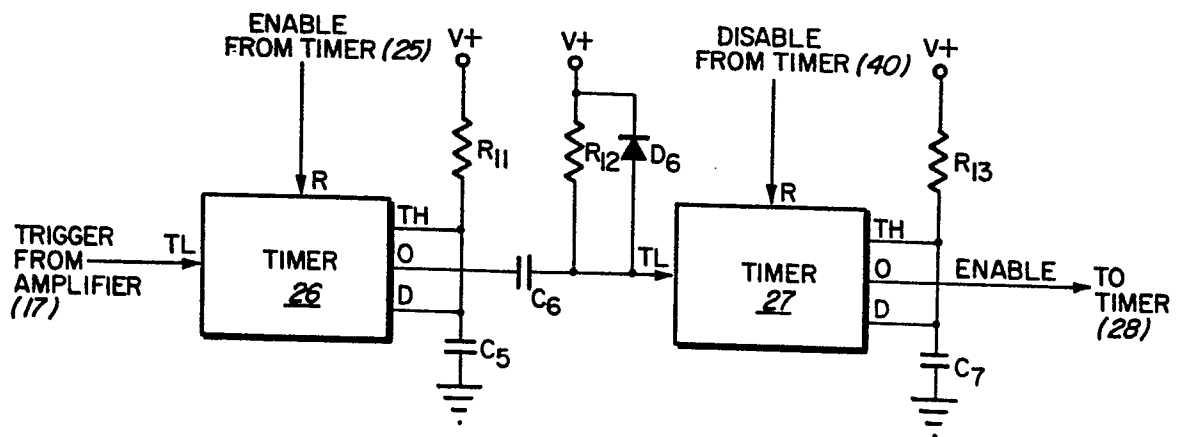 ENABLE
FROM TIMER (25)
V+
V+
DISABLE
FROM TIMER (40)
V+
R11
R12
D6
R13
R
R
TRIGGER
FROM
AMPLIFIER
(17)
TL
TIMER
26
TH
O
D
C5
C6
TL
TIMER
27
TH
O
D
ENABLE
TO
TIMER
(28)
C7